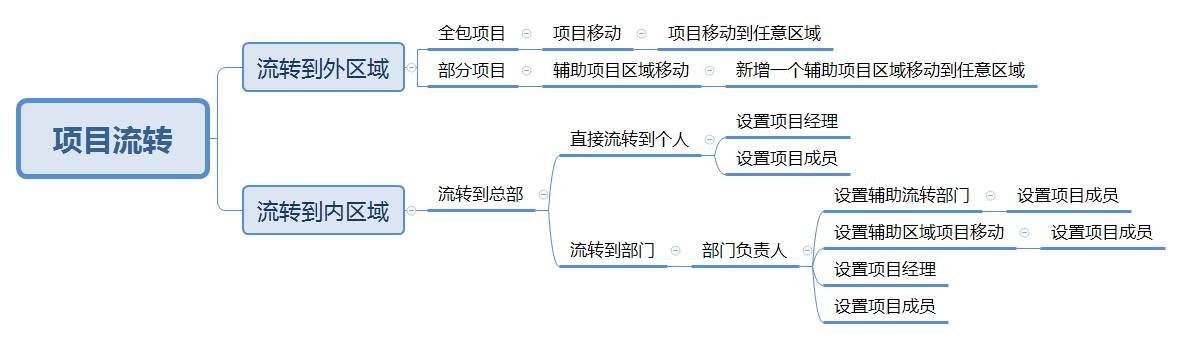 项目流转
流转到外区域
全包项目
项目移动
项目移动到任意区域
部分项目
辅助项目区域移动
新增一个辅助项目区域移动到任意区域
流转到内区域
流转到总部
直接流转到个人
设置项目经理
设置项目成员
流转到部门
部门负责人
设置辅助流转部门
设置项目成员
设置辅助区域项目移动
设置项目成员
设置项目经理
设置项目成员